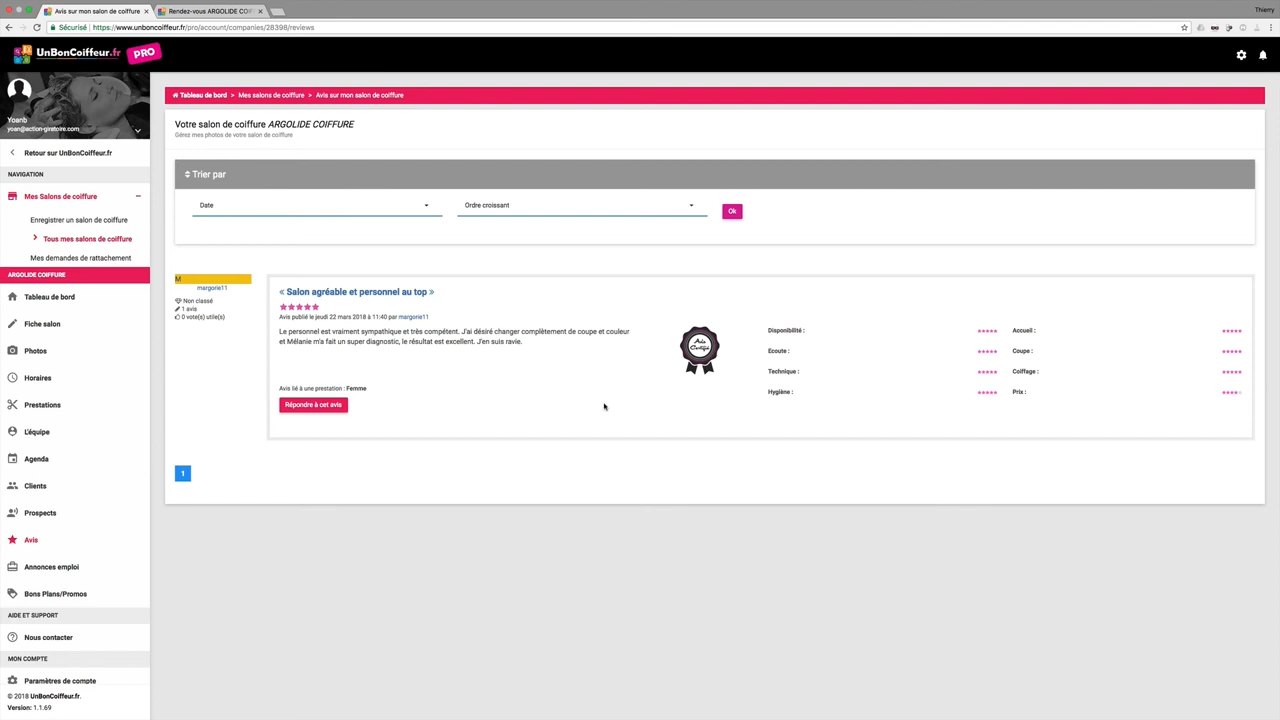 Avis sur mon salon de coiffure
Rendez-vous ARGOLIDE COIF
Thierry
Sécurisé
https://www.unboncoiffeur.fr/pro/account/companies/28398/reviews
UnBonCoiffeur.fr PRO
Yoanb
yoan@action-giratoire.com
Retour sur UnBonCoiffeur.fr
NAVIGATION
Mes Salons de coiffure
Enregistrer un salon de coiffure
Tous mes salons de coiffure
Mes demandes de rattachement
ARGOLIDE COIFFURE
Tableau de bord
Fiche salon
Photos
Horaires
Prestations
L'équipe
Agenda
Clients
Prospects
Avis
Annonces emploi
Bons Plans/Promos
AIDE ET SUPPORT
Nous contacter
MON COMPTE
Paramètres de compte
© 2018 UnBonCoiffeur.fr.
Version: 1.1.69
Tableau de bord > Mes salons de coiffure > Avis sur mon salon de coiffure
Votre salon de coiffure ARGOLIDE COIFFURE
Gérez mes photos de votre salon de coiffure
Trier par
Date
Ordre croissant
Ok
M
margorie11
Non classé
1 avis
0 vote(s) utile(s)
« Salon agréable et personnel au top »
Avis publié le jeudi 22 mars 2018 à 11:40 par margorie11
Le personnel est vraiment sympathique et très compétent. J'ai désiré changer complètement de coupe et couleur
et Mélanie m'a fait un super diagnostic, le résultat est excellent. J'en suis ravie.
Avis lié à une prestation : Femme
Répondre à cet avis
Avis
Certifié
Disponibilité :
Accueil :
Ecoute :
Coupe :
Technique :
Coiffage :
Hygiène :
Prix :
1